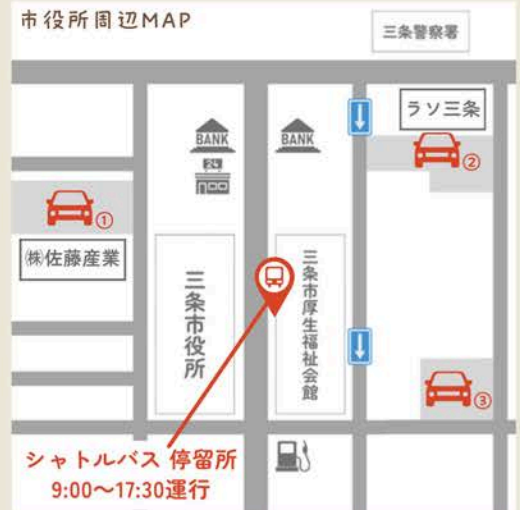 市役所周辺MAP
三条警察署
ラソ三条
BANK
BANK
24
②
①
㈱佐藤産業
三条市役所
三条市厚生福祉会館
③
シャトルバス 停留所
9:00〜17:30運行